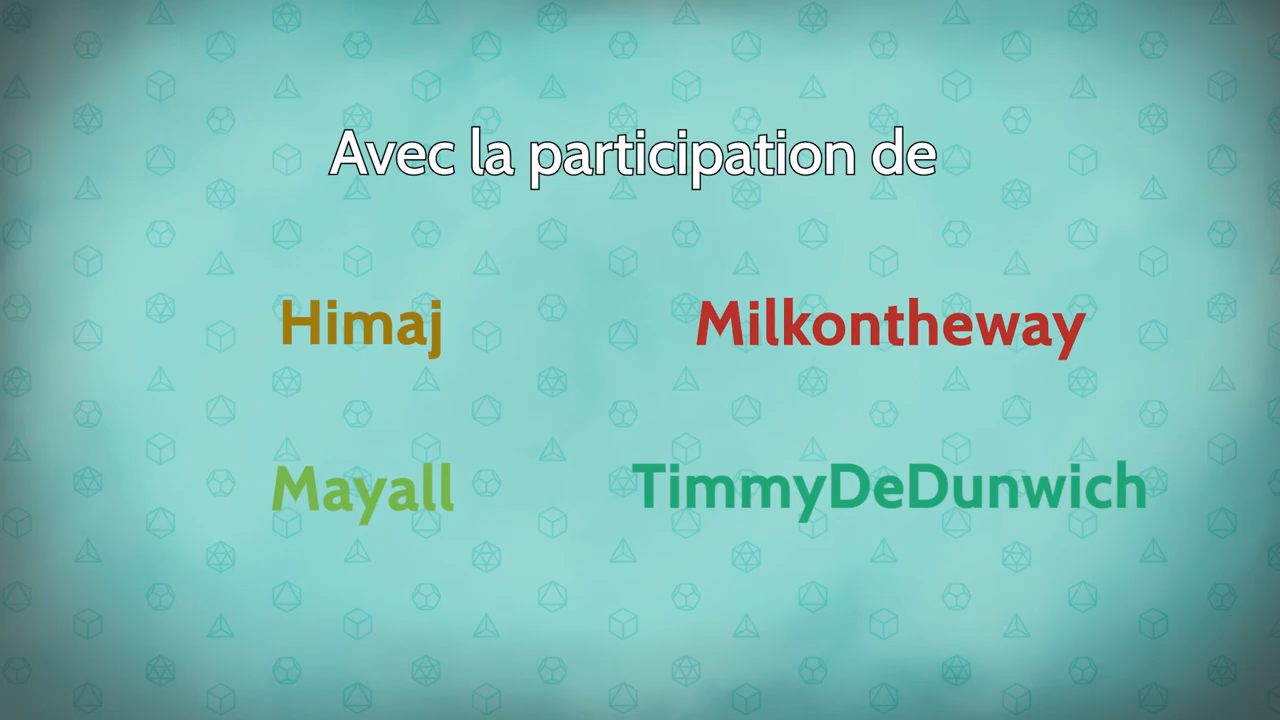 Avec la participation de
Himaj
Milkontheway
Mayall
TimmyDeDunwich